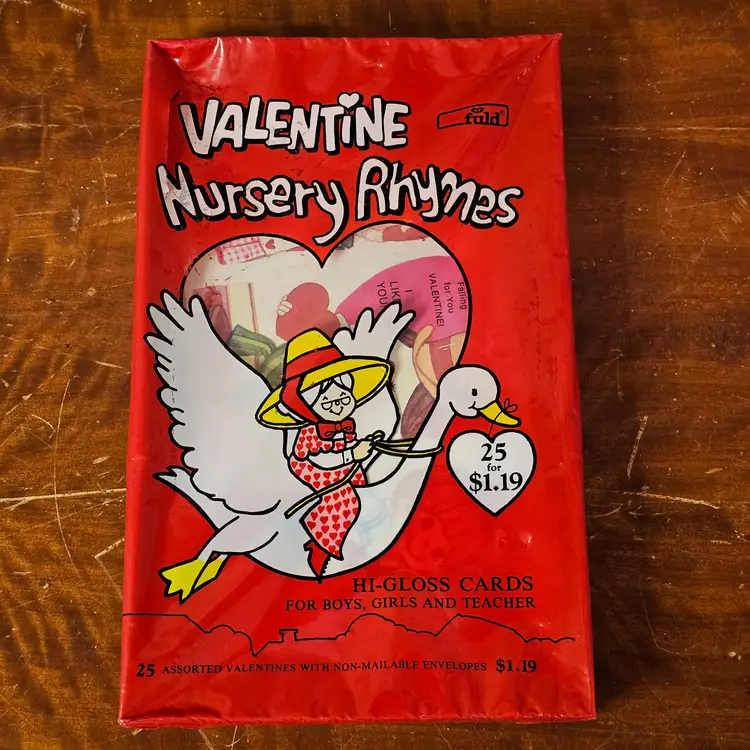 VALENTINE
fuld
Nursery Rhymes
Falling
for You
VALENTINE!
I
LIKE
YOU
25
for
$1.19
HI-GLOSS CARDS
FOR BOYS, GIRLS AND TEACHER
25 ASSORTED VALENTINES WITH NON-MAILABLE ENVELOPES $1.19